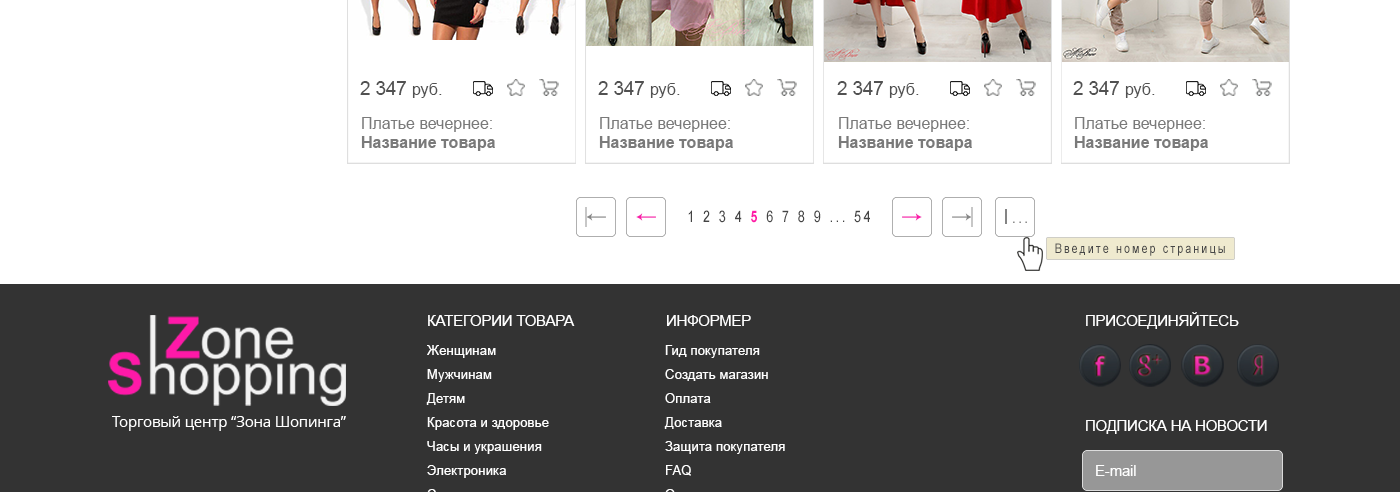 2 347 руб.
Платье вечернее:
Название товара
2 347 руб.
Платье вечернее:
Название товара
2 347 руб.
Платье вечернее:
Название товара
2 347 руб.
Платье вечернее:
Название товара
1 2 3 4 5 6 7 8 9 ... 54
|...
Введите номер страницы
Zone
Shopping
Торговый центр “Зона Шопинга”
КАТЕГОРИИ ТОВАРА
Женщинам
Мужчинам
Детям
Красота и здоровье
Часы и украшения
Электроника
ИНФОРМЕР
Гид покупателя
Создать магазин
Оплата
Доставка
Защита покупателя
FAQ
ПРИСОЕДИНЯЙТЕСЬ
f g+ B Я
ПОДПИСКА НА НОВОСТИ
E-mail